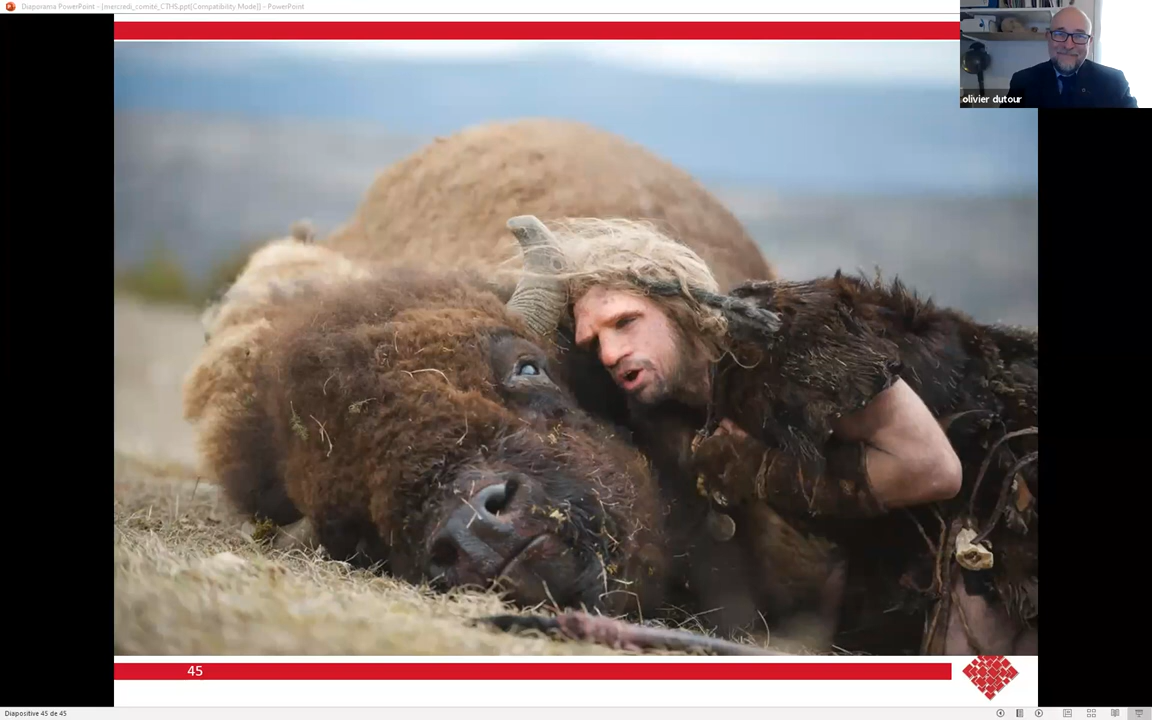 Diaporama PowerPoint - [mercredi_comité_CTHS.ppt[Compatibility Mode]] - PowerPoint
olivier dutour
45
Diapositive 45 de 45